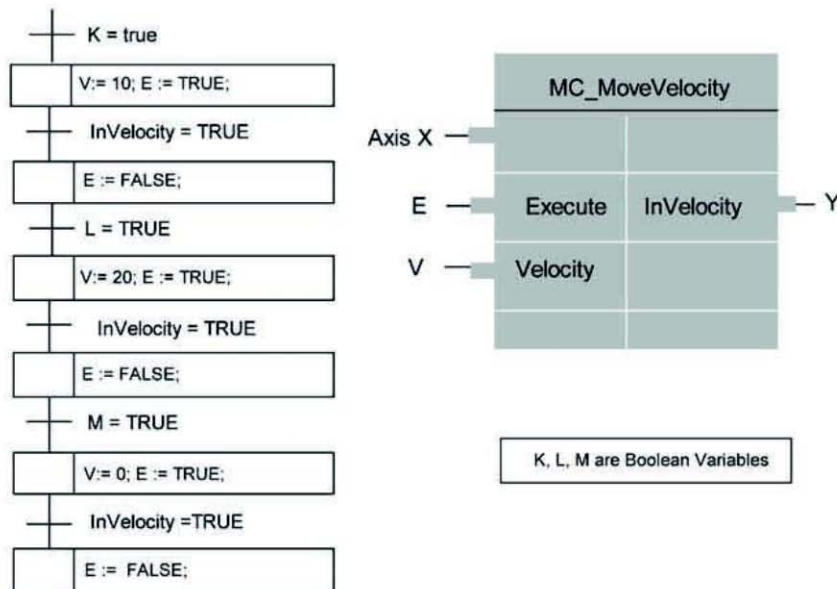 K = true
V:= 10; E := TRUE;
InVelocity = TRUE
E := FALSE;
L = TRUE
V:= 20; E := TRUE;
InVelocity = TRUE
E := FALSE;
M = TRUE
V:= 0; E := TRUE;
InVelocity =TRUE
E := FALSE;
MC_MoveVelocity
Axis X
E Execute InVelocity Y
V Velocity
K, L, M are Boolean Variables